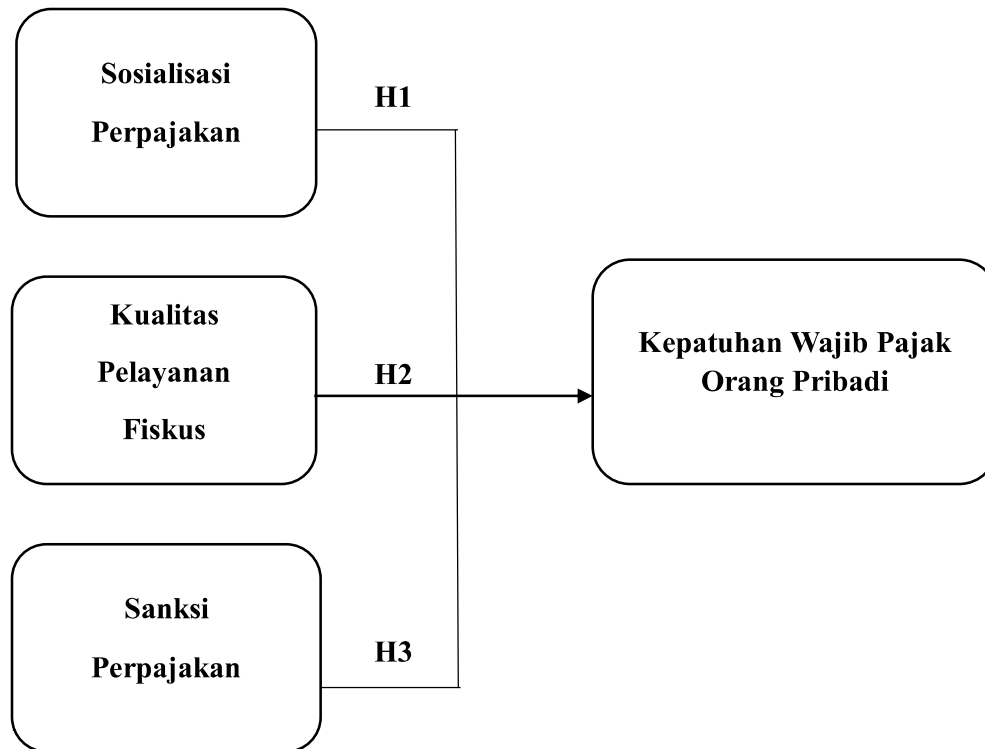 Sosialisasi
Perpajakan
H1
Kualitas
Pelayanan
Fiskus
H2
Kepatuhan Wajib Pajak
Orang Pribadi
Sanksi
Perpajakan
H3